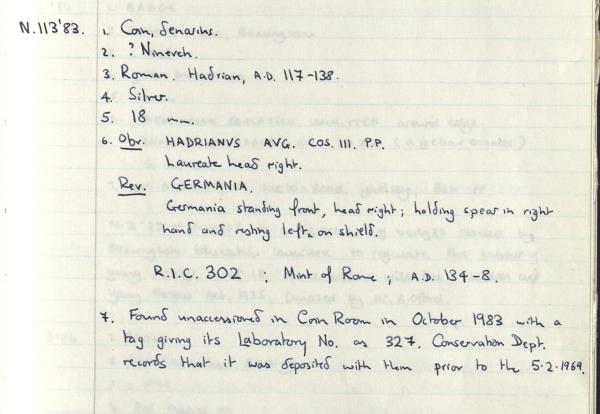 N.113'83. 1. Coin, denarius.
2. ? Nineveh.
3. Roman. Hadrian, A.D. 117-138.
4. Silver.
5. 18 mm.
6. Obv. HADRIANVS AVG. COS. III. P.P.
Laureate head right.
Rev. GERMANIA.
Germania standing front, head right; holding spear in right
hand and resting left on shield.
R.I.C. 302 ; Mint of Rome ; A.D. 134-8.
7. Found unaccessioned in Coin Room in October 1983 with a
tag giving its Laboratory No. as 327. Conservation Dept.
records that it was deposited with them prior to the 5.2.1969.